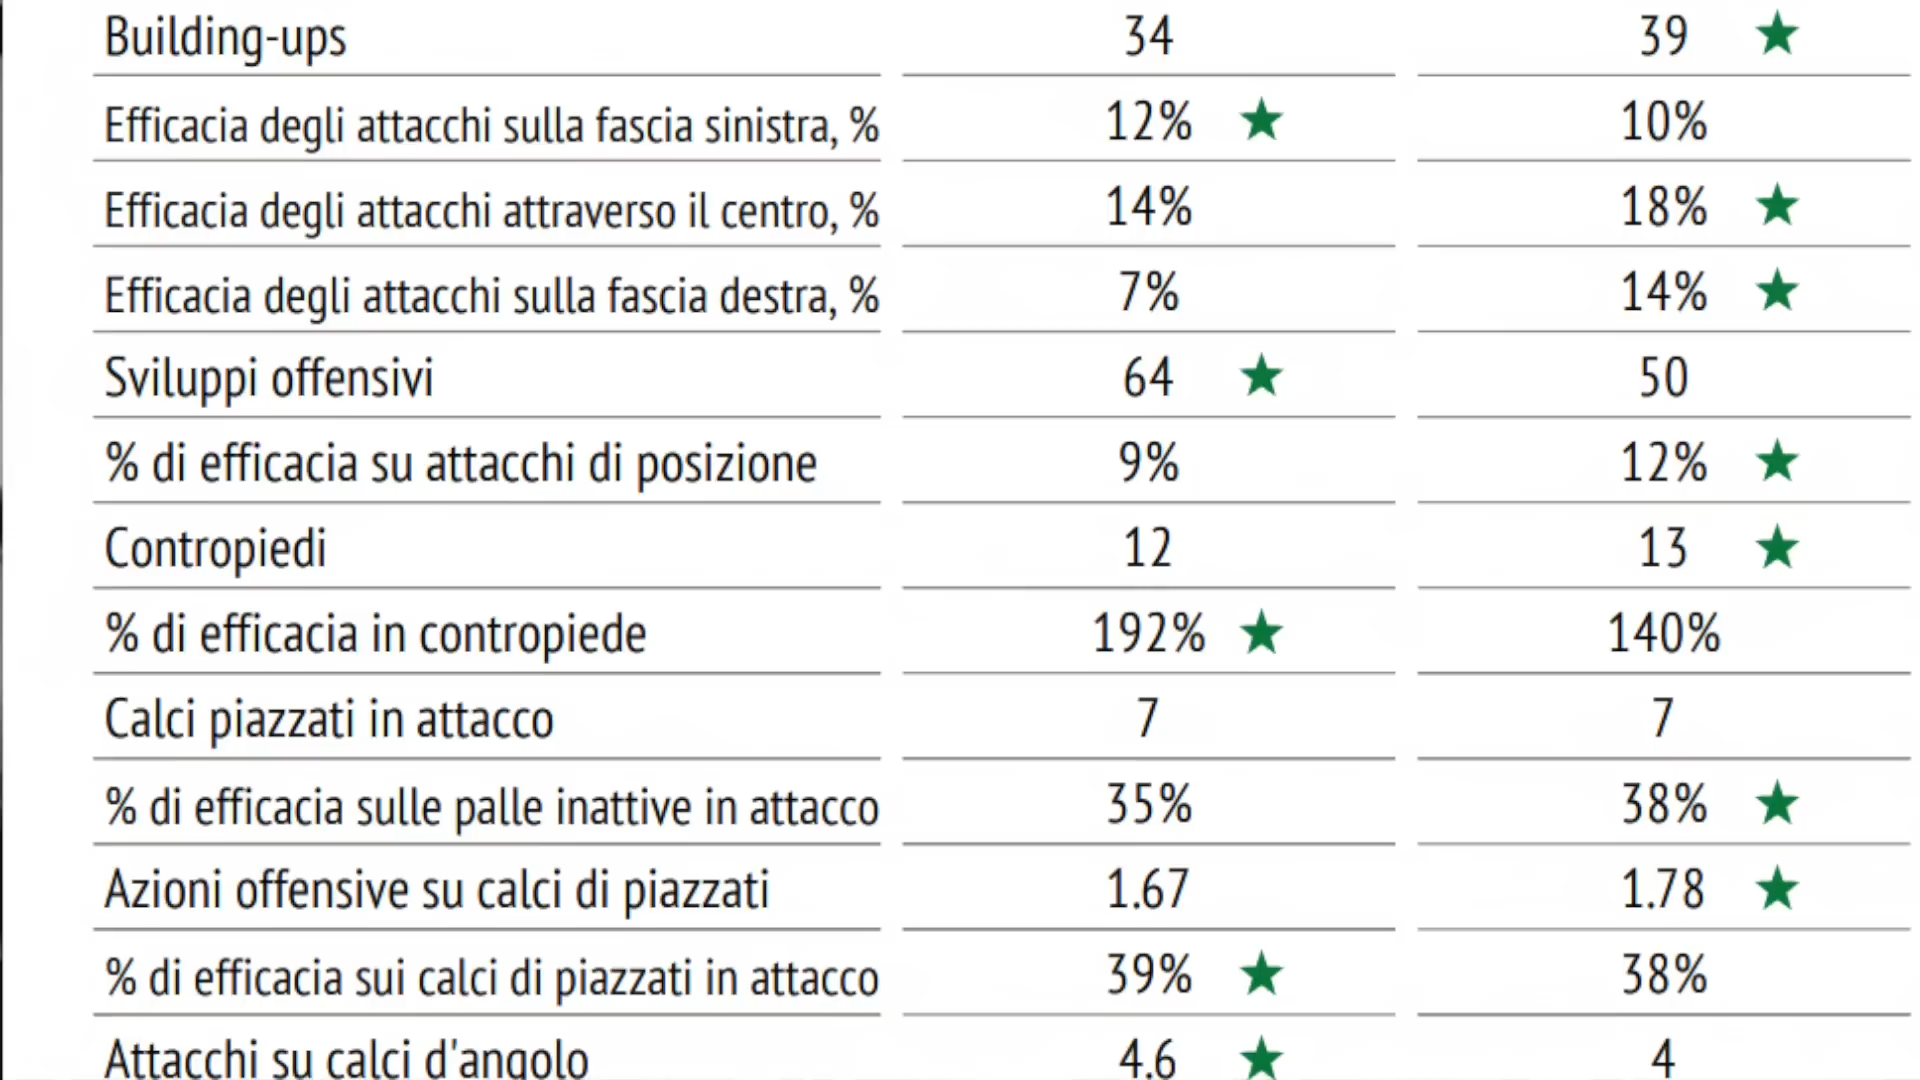 Building-ups 34 39
Efficacia degli attacchi sulla fascia sinistra, % 12% 10%
Efficacia degli attacchi attraverso il centro, % 14% 18%
Efficacia degli attacchi sulla fascia destra, % 7% 14%
Sviluppi offensivi 64 50
% di efficacia su attacchi di posizione 9% 12%
Contropiedi 12 13
% di efficacia in contropiede 192% 140%
Calci piazzati in attacco 7 7
% di efficacia sulle palle inattive in attacco 35% 38%
Azioni offensive su calci di piazzati 1.67 1.78
% di efficacia sui calci di piazzati in attacco 39% 38%
Attacchi su calci d'angolo 4.6 4